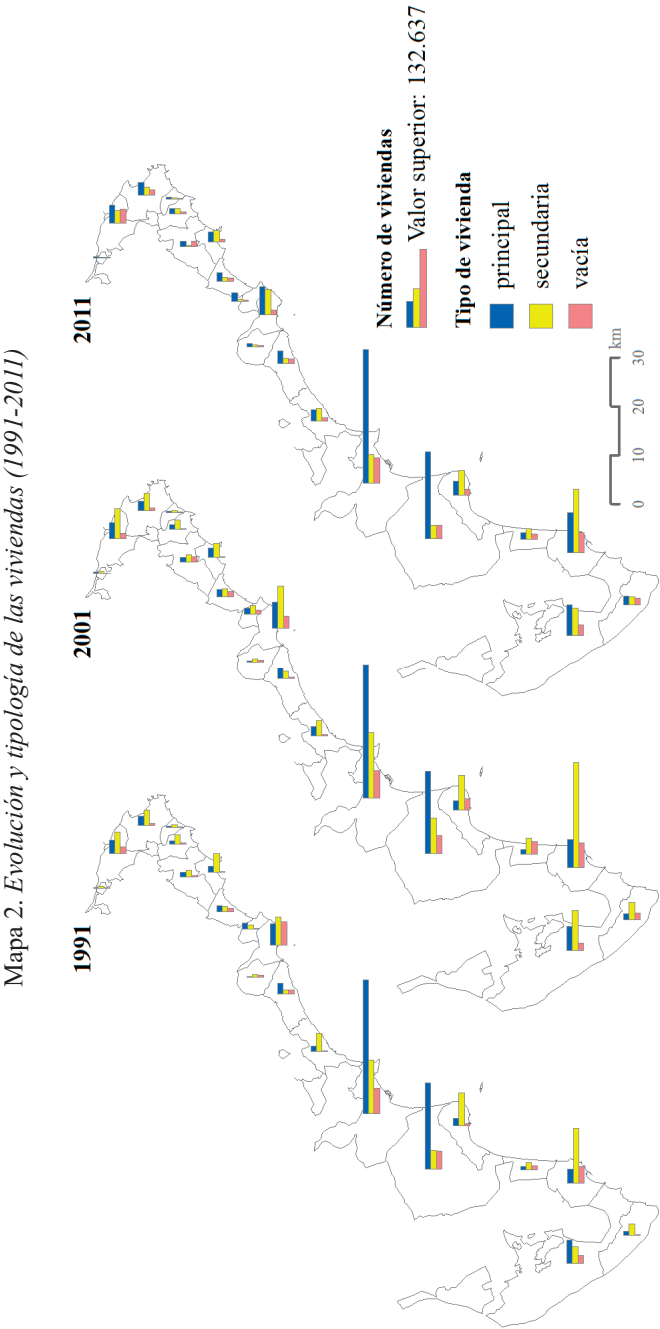 Mapa 2. Evolución y tipología de las viviendas (1991-2011)
1991
2001
2011
Número de viviendas
Valor superior: 132.637
Tipo de vivienda
principal
secundaria
vacía
km
0 10 20 30